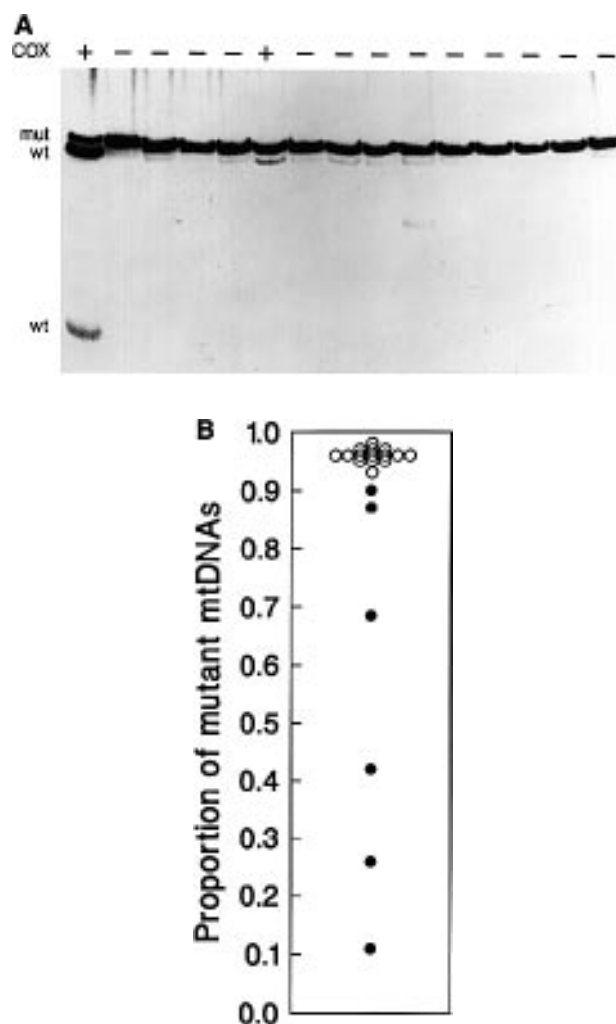 A
COX + − − − − + − − − − − − − − −
mut
wt
wt
B
1.0
0.9
0.8
0.7
0.6
0.5
0.4
0.3
0.2
0.1
0.0
Proportion of mutant mtDNAs